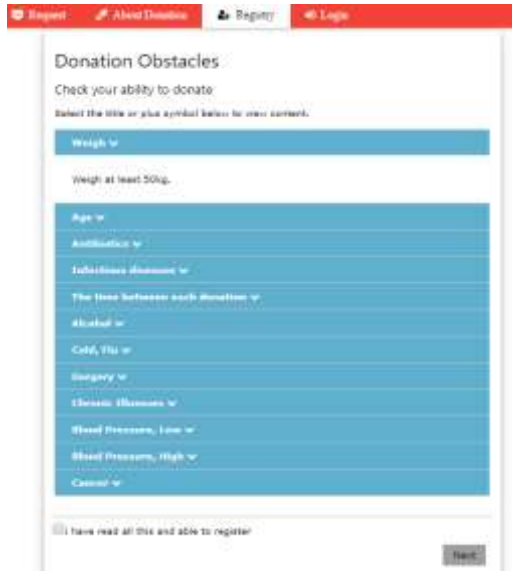 Request About Donation Registry Login
Donation Obstacles
Check your ability to donate
Select the title or plus symbol below to view content.
Weigh
Weigh at least 50kg.
Age
Antibiotics
Infectious diseases
The time between each donation
Alcohol
Cold, Flu
Surgery
Chronic Illnesses
Blood Pressure, Low
Blood Pressure, High
Cancer
I have read all this and able to register
Next